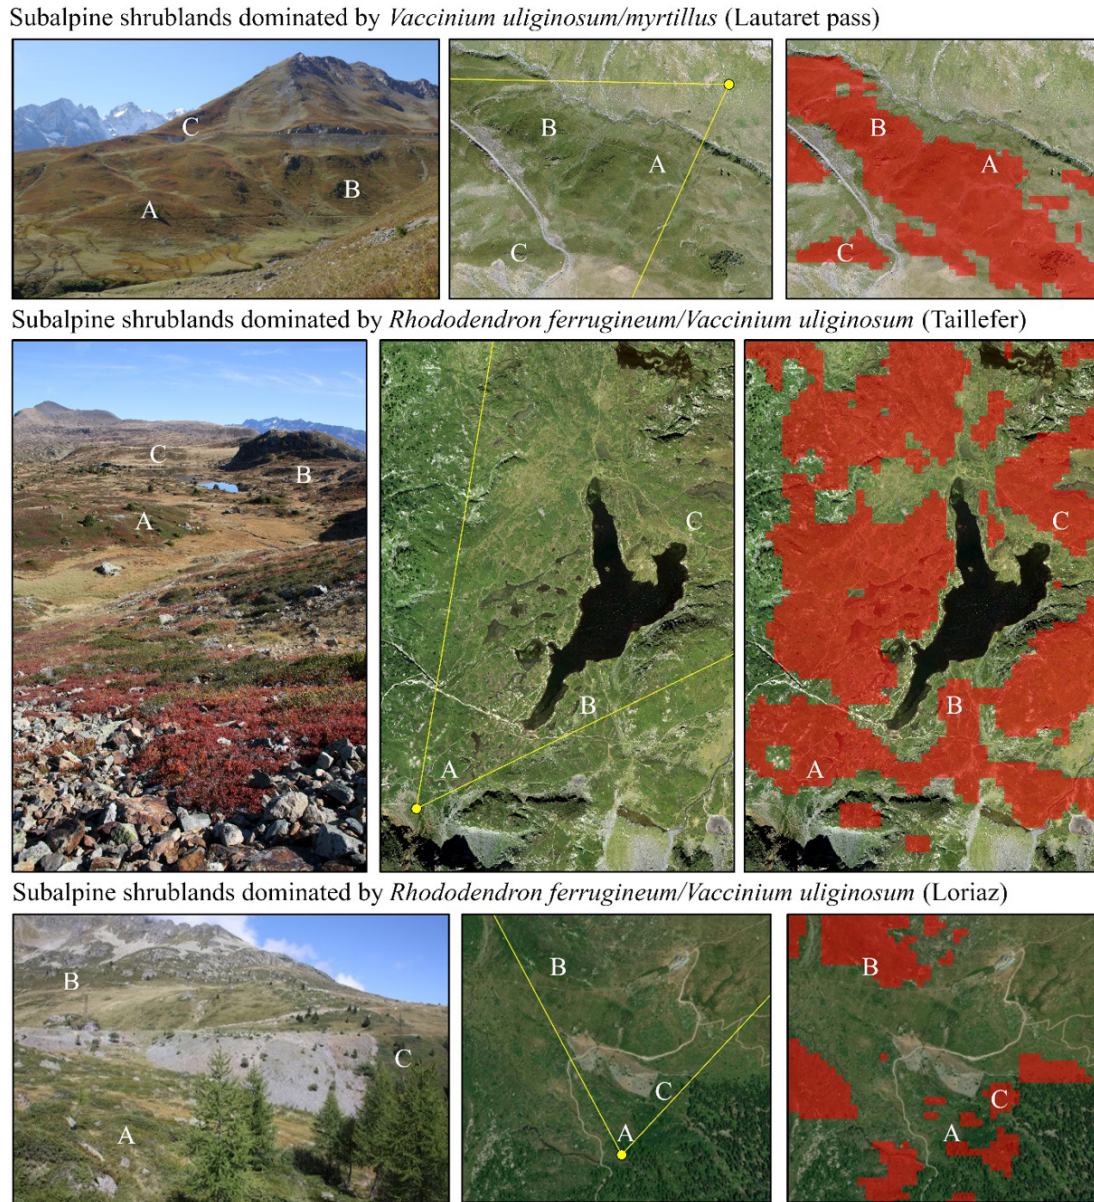 Subalpine shrublands dominated by Vaccinium uliginosum/myrtillus (Lautaret pass)
C
B
A
B
A
C
B
A
C
Subalpine shrublands dominated by Rhododendron ferrugineum/Vaccinium uliginosum (Taillefer)
C
B
A
C
B
A
C
B
A
Subalpine shrublands dominated by Rhododendron ferrugineum/Vaccinium uliginosum (Loriaz)
B
C
A
B
C
A
B
C
A